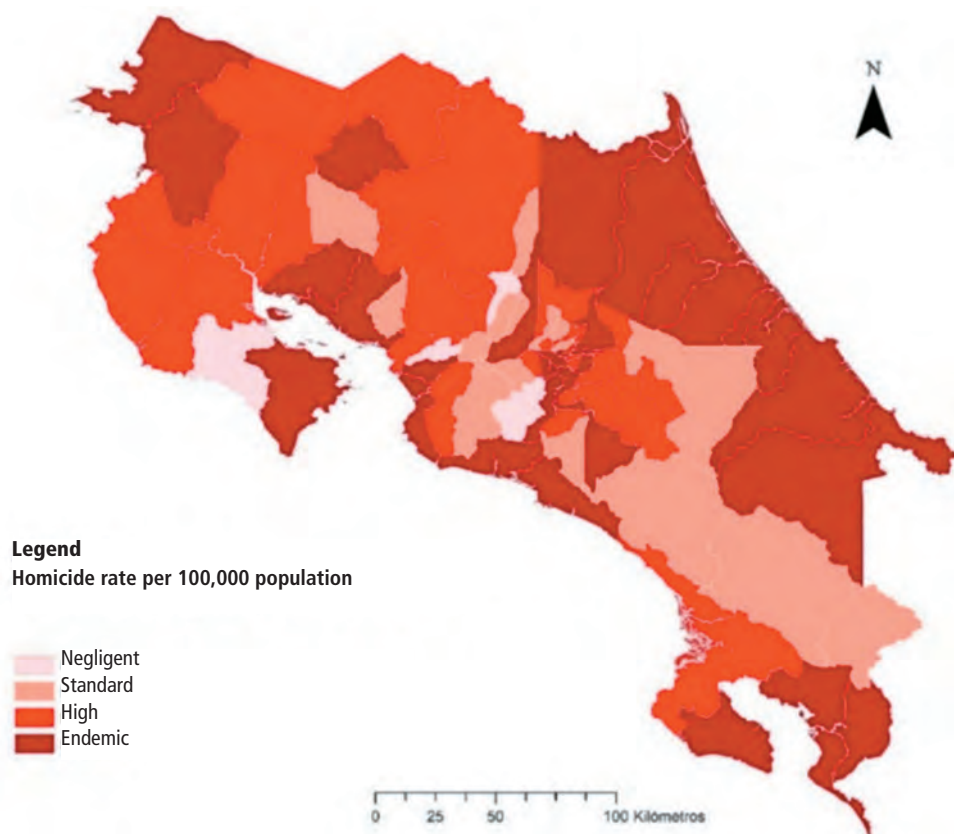 N
Legend
Homicide rate per 100,000 population
Negligent
Standard
High
Endemic
0 25 50 100 Kilómetros